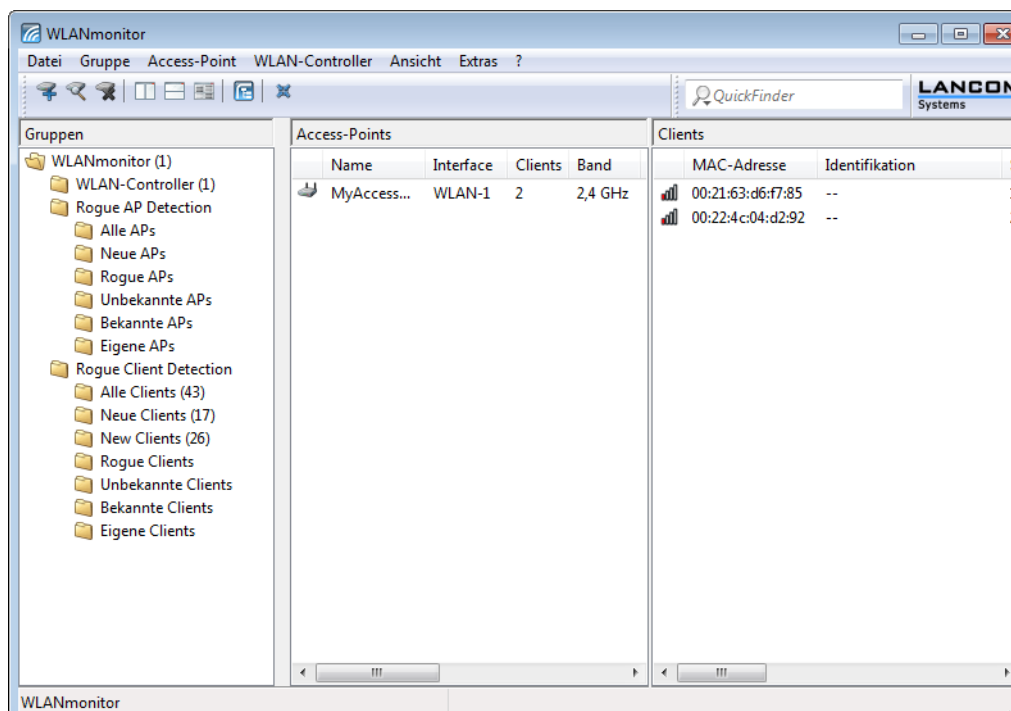 WLANmonitor
Datei Gruppe Access-Point WLAN-Controller Ansicht Extras ?
QuickFinder
LANCOM
Systems
Gruppen
WLANmonitor (1)
WLAN-Controller (1)
Rogue AP Detection
Alle APs
Neue APs
Rogue APs
Unbekannte APs
Bekannte APs
Eigene APs
Rogue Client Detection
Alle Clients (43)
Neue Clients (17)
New Clients (26)
Rogue Clients
Unbekannte Clients
Bekannte Clients
Eigene Clients
Access-Points
Name Interface Clients Band
MyAccess... WLAN-1 2 2,4 GHz
Clients
MAC-Adresse Identifikation
00:21:63:d6:f7:85 --
00:22:4c:04:d2:92 --
WLANmonitor